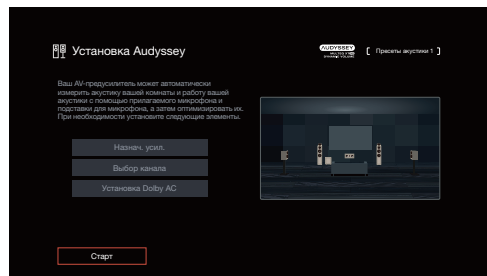 Установка Audyssey
AUDYSSEY
[ Пресеты акустики 1 ]
Ваш AV-предусилитель может автоматически
измерить акустику вашей комнаты и работу вашей
акустики с помощью прилагаемого микрофона и
подставки для микрофона, а затем оптимизировать их.
При необходимости установите следующие элементы.
Назнач. усил.
Выбор канала
Установка Dolby AC
Старт